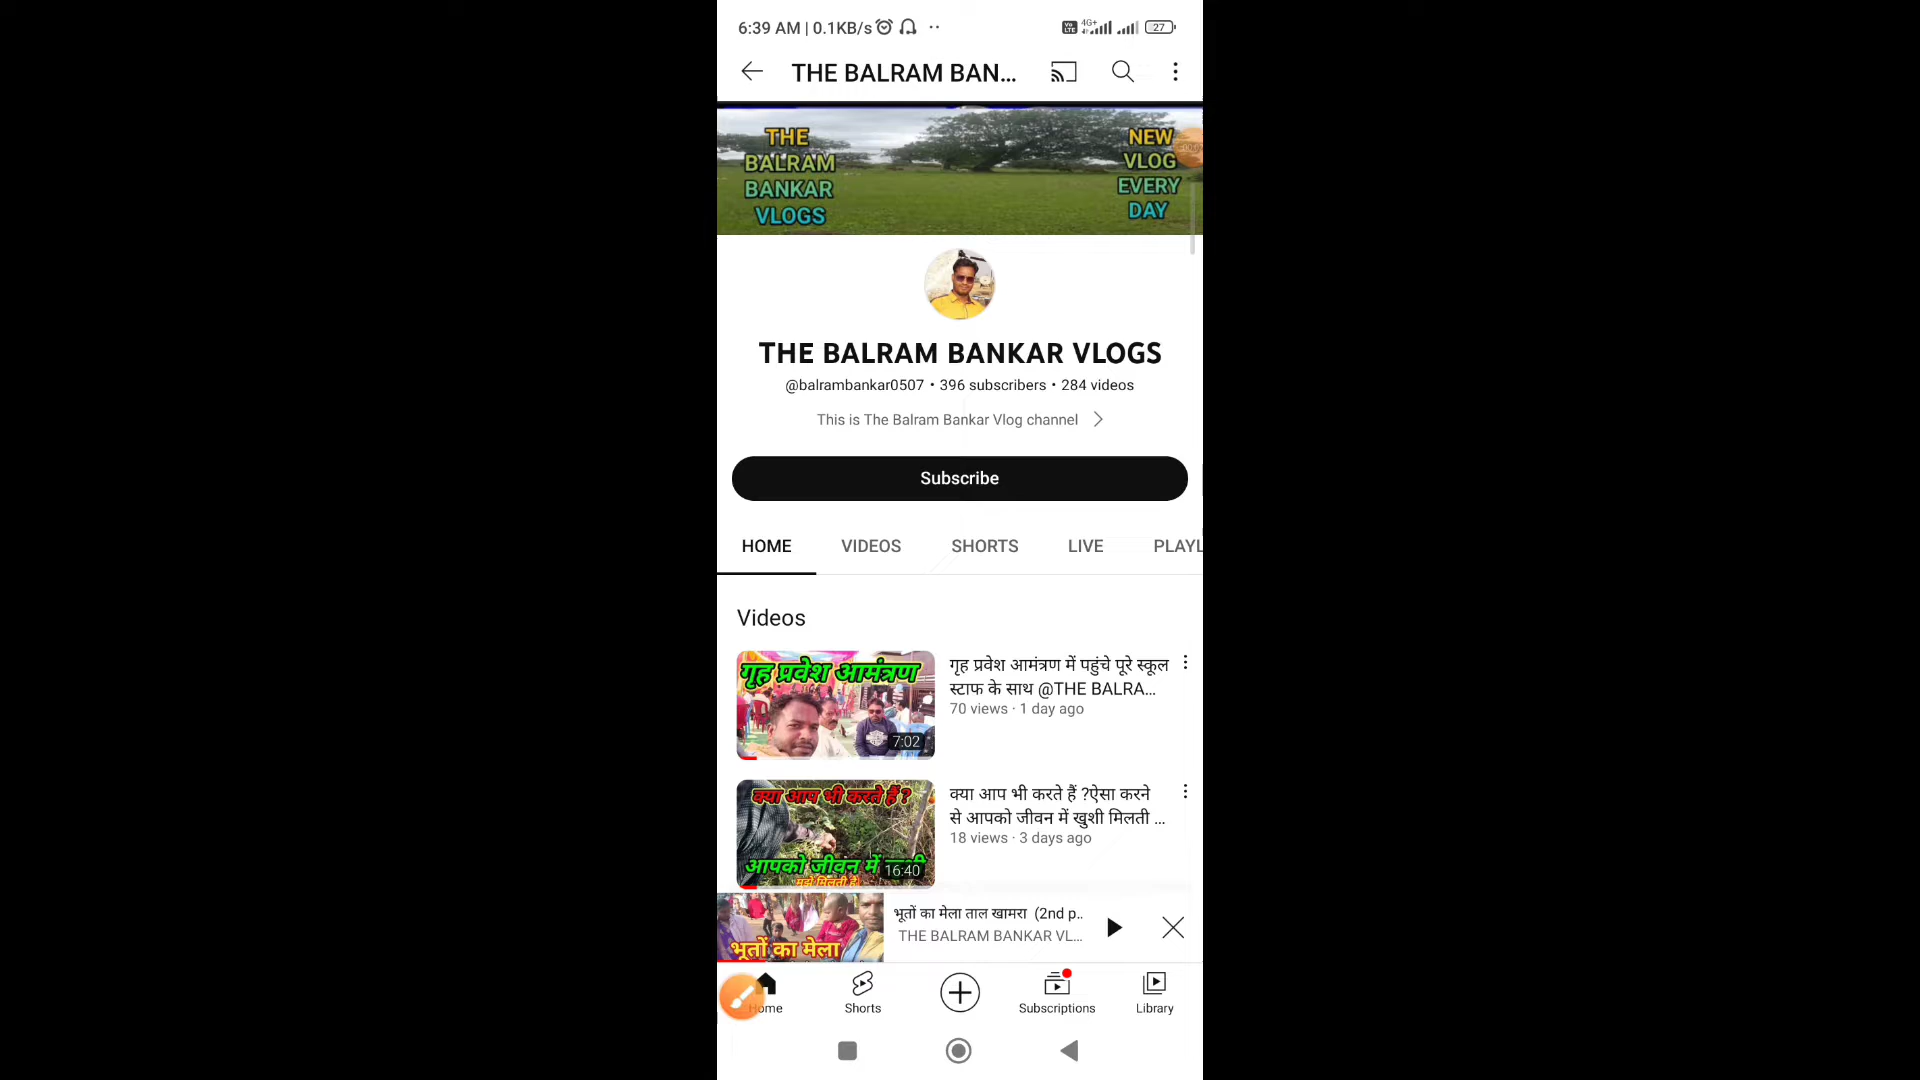 6:39 AM | 0.1KB/s
4G+
27
THE BALRAM BAN...
THE
BALRAM
BANKAR
VLOGS
NEW
VLOG
EVERY
DAY
THE BALRAM BANKAR VLOGS
@balrambankar0507 • 396 subscribers • 284 videos
This is The Balram Bankar Vlog channel
Subscribe
HOME VIDEOS SHORTS LIVE PLAYL
Videos
गृह प्रवेश आमंत्रण
7:02
गृह प्रवेश आमंत्रण में पहुंचे पूरे स्कूल
स्टाफ के साथ @THE BALRA...
70 views · 1 day ago
क्या आप भी करते हैं ?
आपको जीवन में खुशी
मुझे मिलती है
16:40
क्या आप भी करते हैं ?ऐसा करने
से आपको जीवन में खुशी मिलती ...
18 views · 3 days ago
भूतों का मेला
भूतों का मेला ताल खामरा (2nd p..
THE BALRAM BANKAR VL...
Home Shorts Subscriptions Library